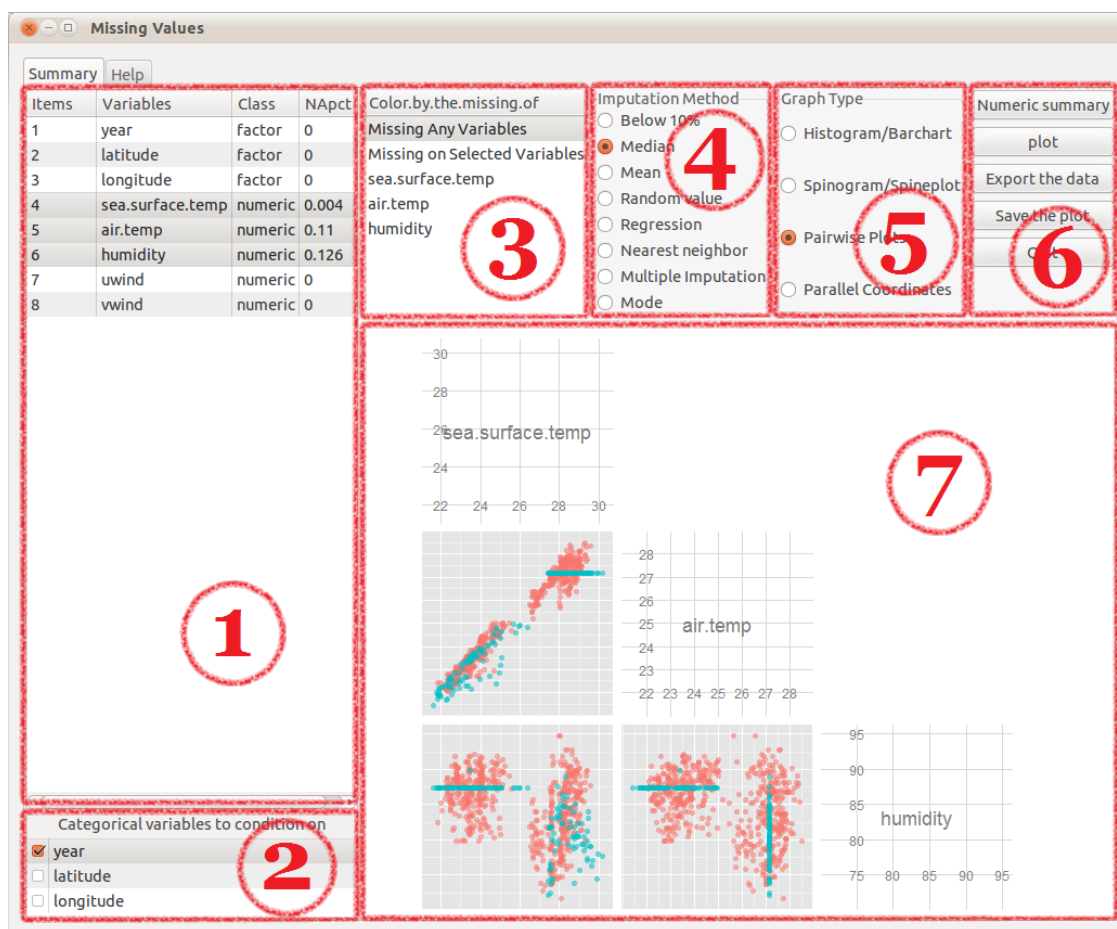 Missing Values
Summary Help
Items Variables Class NApct
1 year factor 0
2 latitude factor 0
3 longitude factor 0
4 sea.surface.temp numeric 0.004
5 air.temp numeric 0.11
6 humidity numeric 0.126
7 uwind numeric 0
8 vwind numeric 0
1
Categorical variables to condition on
year
latitude
longitude
2
Color.by.the.missing.of
Missing Any Variables
Missing on Selected Variables
sea.surface.temp
air.temp
humidity
3
Imputation Method
Below 10%
Median
Mean
Random value
Regression
Nearest neighbor
Multiple Imputation
Mode
4
Graph Type
Histogram/Barchart
Spinogram/Spineplot
Pairwise Plots
Parallel Coordinates
5
Numeric summary
plot
Export the data
Save the plot
6
30
28
26
sea.surface.temp
24
22 24 26 28 30
7
28
27
26
25
air.temp
24
23
22 23 24 25 26 27 28
95
90
85
humidity
80
75 80 85 90 95